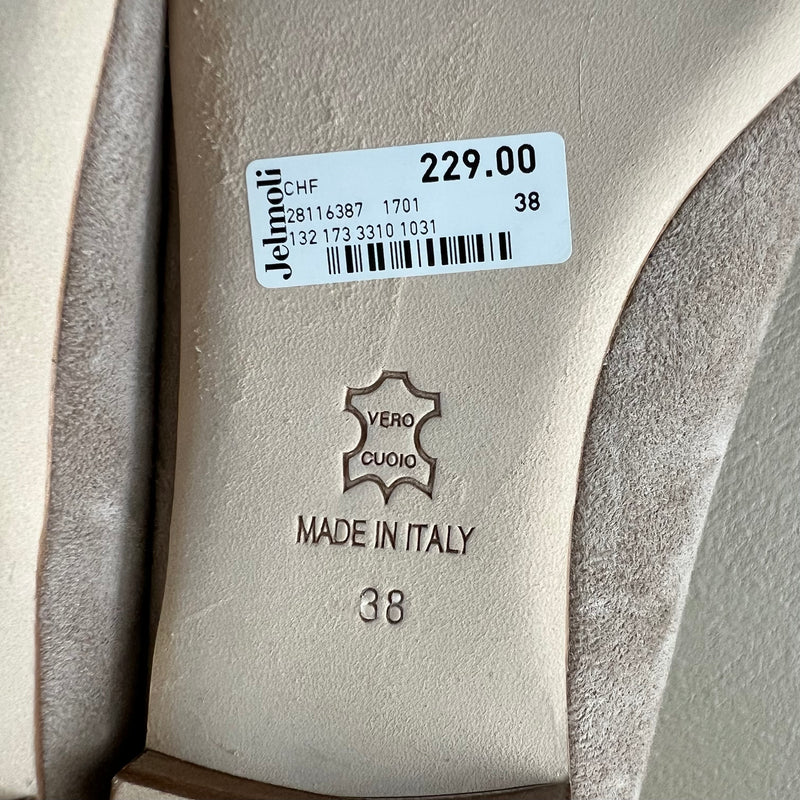 Jelmoli
CHF 229.00
28116387 1701 38
132 173 3310 1031
VERO
CUOIO
MADE IN ITALY
38